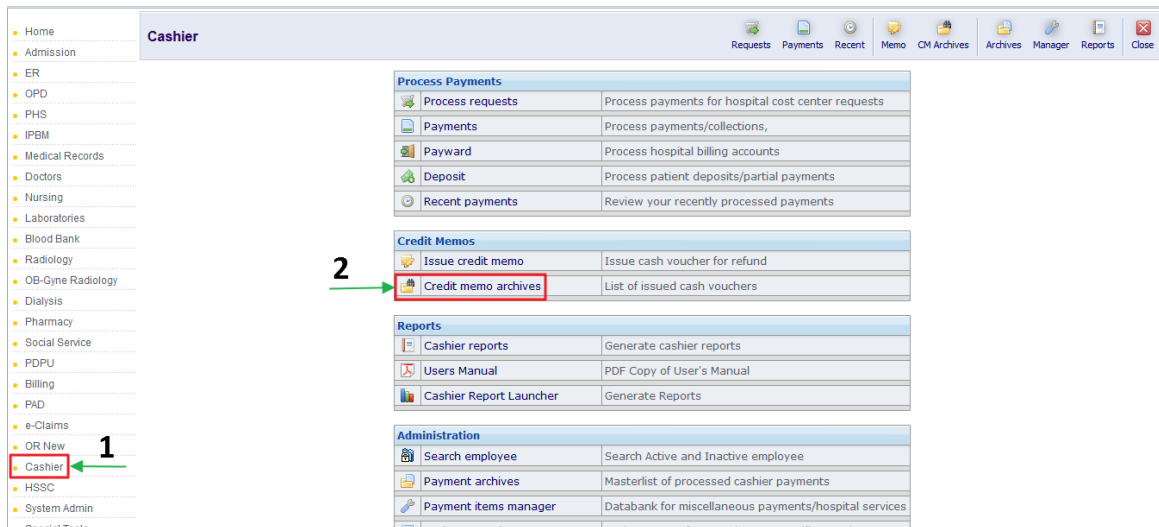 Home
Admission
ER
OPD
PHS
IPBM
Medical Records
Doctors
Nursing
Laboratories
Blood Bank
Radiology
OB-Gyne Radiology
Dialysis
Pharmacy
Social Service
PDPU
Billing
PAD
e-Claims
OR New
1
Cashier
HSSC
System Admin
Special Tools
Cashier
Requests Payments Recent Memo CM Archives Archives Manager Reports Close
Process Payments
Process requests Process payments for hospital cost center requests
Payments Process payments/collections,
Payward Process hospital billing accounts
Deposit Process patient deposits/partial payments
Recent payments Review your recently processed payments
Credit Memos
Issue credit memo Issue cash voucher for refund
2
Credit memo archives List of issued cash vouchers
Reports
Cashier reports Generate cashier reports
Users Manual PDF Copy of User's Manual
Cashier Report Launcher Generate Reports
Administration
Search employee Search Active and Inactive employee
Payment archives Masterlist of processed cashier payments
Payment items manager Databank for miscellaneous payments/hospital services